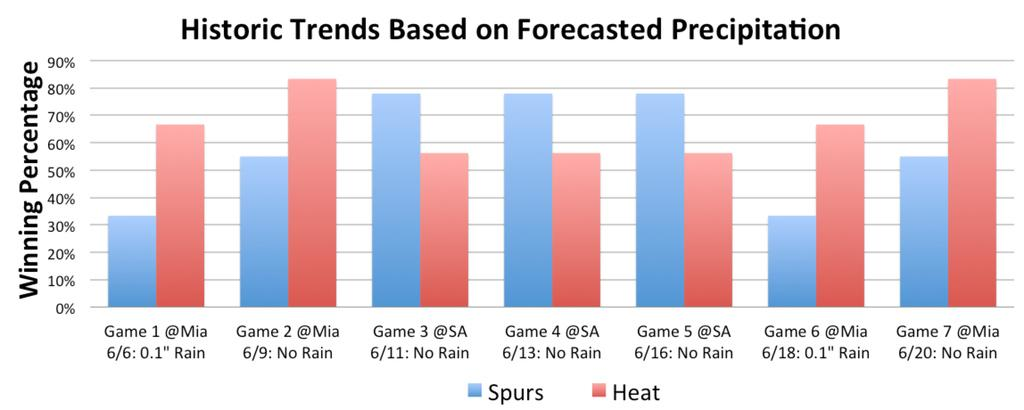 Historic Trends Based on Forecasted Precipitation
Winning Percentage
90%
80%
70%
60%
50%
40%
30%
20%
10%
0%
Game 1 @Mia
6/6: 0.1" Rain
Game 2 @Mia
6/9: No Rain
Game 3 @SA
6/11: No Rain
Game 4 @SA
6/13: No Rain
Game 5 @SA
6/16: No Rain
Game 6 @Mia
6/18: 0.1" Rain
Game 7 @Mia
6/20: No Rain
Spurs
Heat